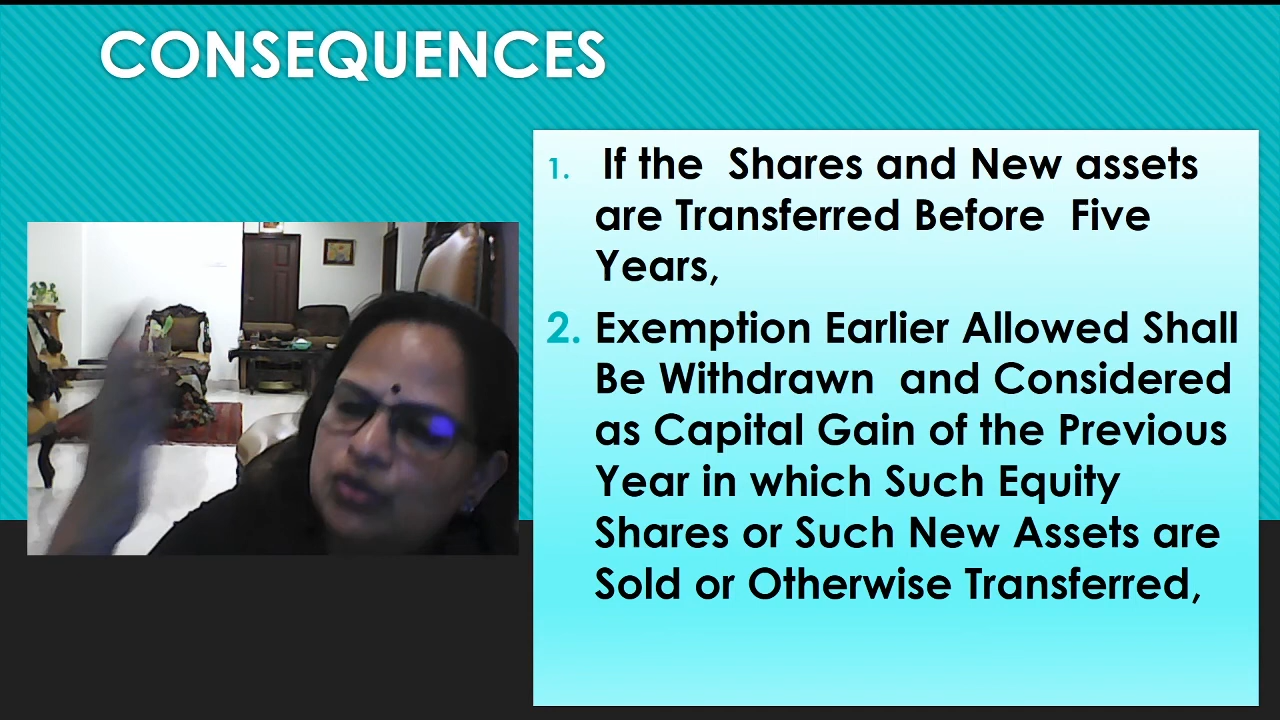 CONSEQUENCES
1. If the Shares and New assets
are Transferred Before Five
Years,
2. Exemption Earlier Allowed Shall
Be Withdrawn and Considered
as Capital Gain of the Previous
Year in which Such Equity
Shares or Such New Assets are
Sold or Otherwise Transferred,